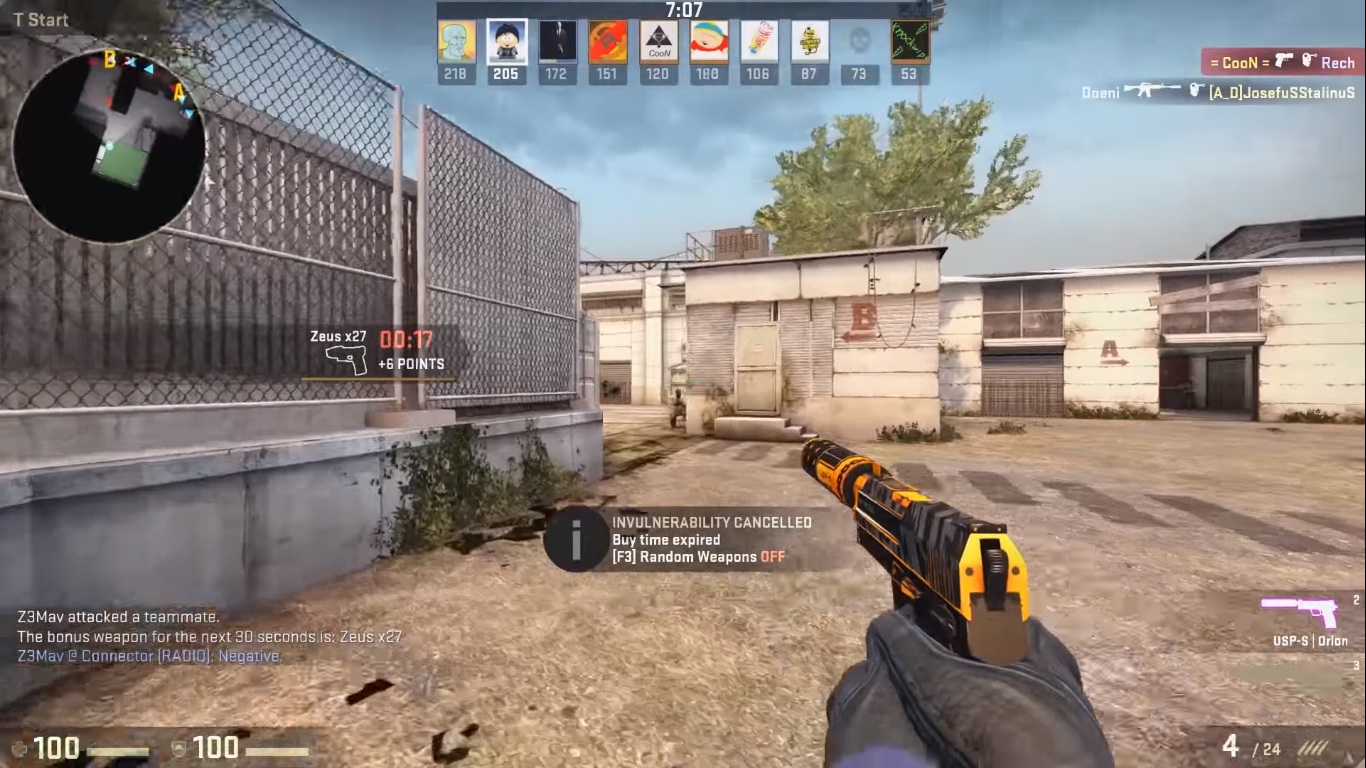 T Start
7:07
B
A
CooN
218 205 172 151 120 180 106 87 73 53
= CooN = Rech
Doeni [A_D]JosefuSStalinuS
Zeus x27 00:17
+6 POINTS
B
A
INVULNERABILITY CANCELLED
Buy time expired
[F3] Random Weapons OFF
Z3Mav attacked a teammate.
The bonus weapon for the next 30 seconds is: Zeus x27
Z3Mav @ Connector (RADIO): Negative.
2
USP-S | Orion
3
100 100
4 / 24